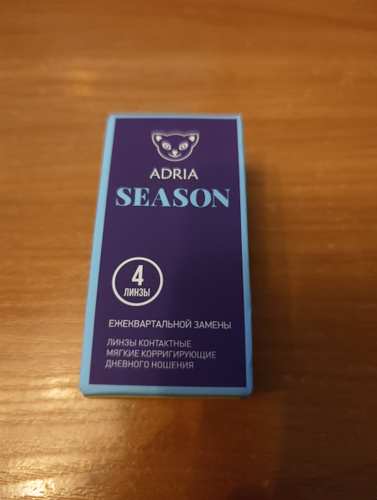 ADRIA
SEASON
4
ЛИНЗЫ
ЕЖЕКВАРТАЛЬНОЙ ЗАМЕНЫ
ЛИНЗЫ КОНТАКТНЫЕ
МЯГКИЕ КОРРИГИРУЮЩИЕ
ДНЕВНОГО НОШЕНИЯ